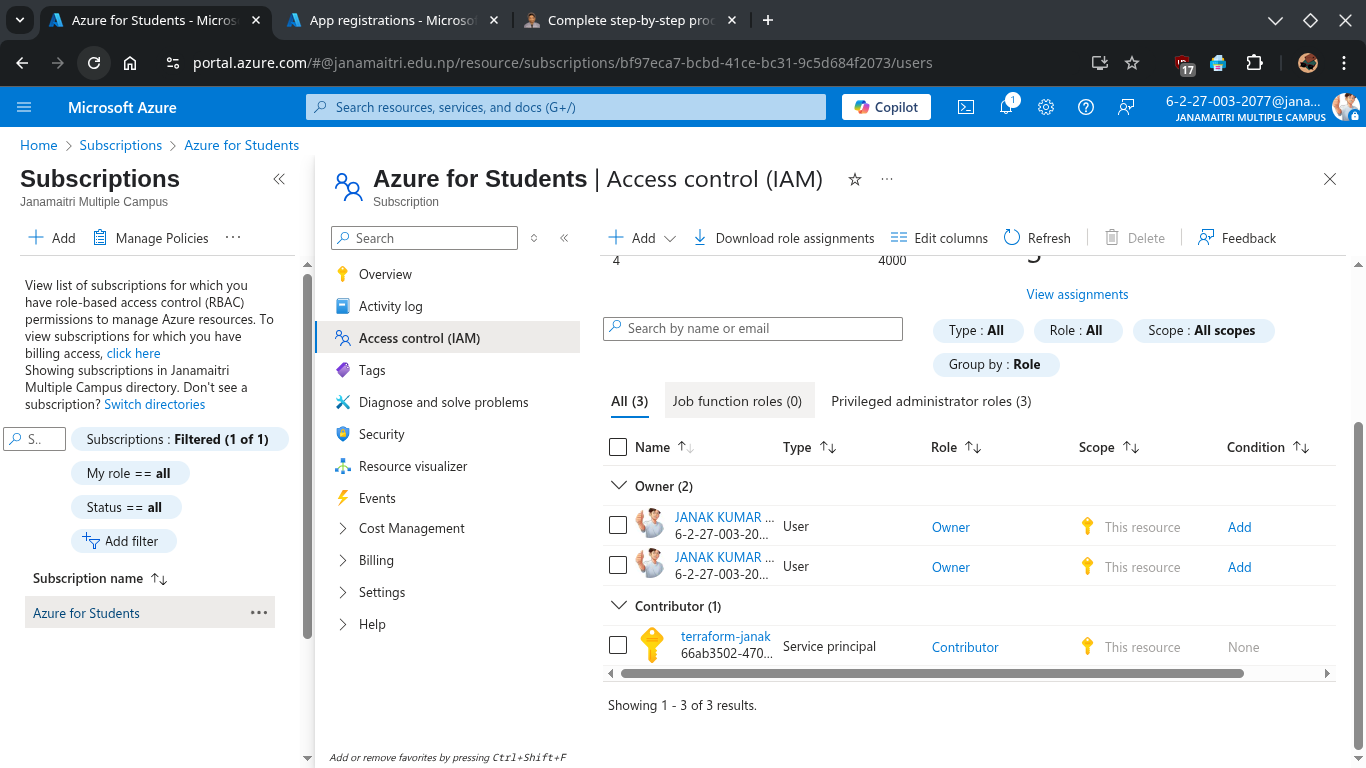 Azure for Students - Micros
App registrations - Microso
Complete step-by-step pro
portal.azure.com/#@janamaitri.edu.np/resource/subscriptions/bf97eca7-bcbd-41ce-bc31-9c5d684f2073/users
17
Microsoft Azure
Search resources, services, and docs (G+/)
Copilot
1
6-2-27-003-2077@jana...
JANAMAITRI MULTIPLE CAMPUS
Home > Subscriptions > Azure for Students
Subscriptions
Janamaitri Multiple Campus
Add
Manage Policies
View list of subscriptions for which you
have role-based access control (RBAC)
permissions to manage Azure resources. To
view subscriptions for which you have
billing access, click here
Showing subscriptions in Janamaitri
Multiple Campus directory. Don't see a
subscription? Switch directories
S..
Subscriptions : Filtered (1 of 1)
My role == all
Status == all
Add filter
Subscription name
Azure for Students
Azure for Students | Access control (IAM)
Subscription
Search
Overview
Activity log
Access control (IAM)
Tags
Diagnose and solve problems
Security
Resource visualizer
Events
Cost Management
Billing
Settings
Help
Add or remove favorites by pressing Ctrl+Shift+F
Add
Download role assignments
Edit columns
Refresh
Delete
Feedback
4
4000
View assignments
Search by name or email
Type : All
Role : All
Scope : All scopes
Group by : Role
All (3)
Job function roles (0)
Privileged administrator roles (3)
Name Type Role Scope Condition
Owner (2)
JANAK KUMAR ...
6-2-27-003-20...
User Owner This resource Add
JANAK KUMAR ...
6-2-27-003-20...
User Owner This resource Add
Contributor (1)
terraform-janak
66ab3502-470...
Service principal Contributor This resource None
Showing 1 - 3 of 3 results.